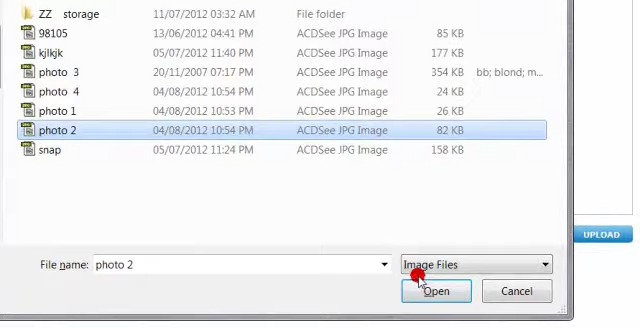 ZZ storage 11/07/2012 03:32 AM File folder
98105 13/06/2012 04:41 PM ACDSee JPG Image 85 KB
kjlkjk 05/07/2012 11:40 PM ACDSee JPG Image 177 KB
photo 3 20/11/2007 07:17 PM ACDSee JPG Image 354 KB bb; blond; m...
photo 4 04/08/2012 10:54 PM ACDSee JPG Image 24 KB
photo 1 04/08/2012 10:53 PM ACDSee JPG Image 26 KB
photo 2 04/08/2012 10:54 PM ACDSee JPG Image 82 KB
snap 05/07/2012 11:24 PM ACDSee JPG Image 158 KB
UPLOAD
File name: photo 2 Image Files
Open Cancel